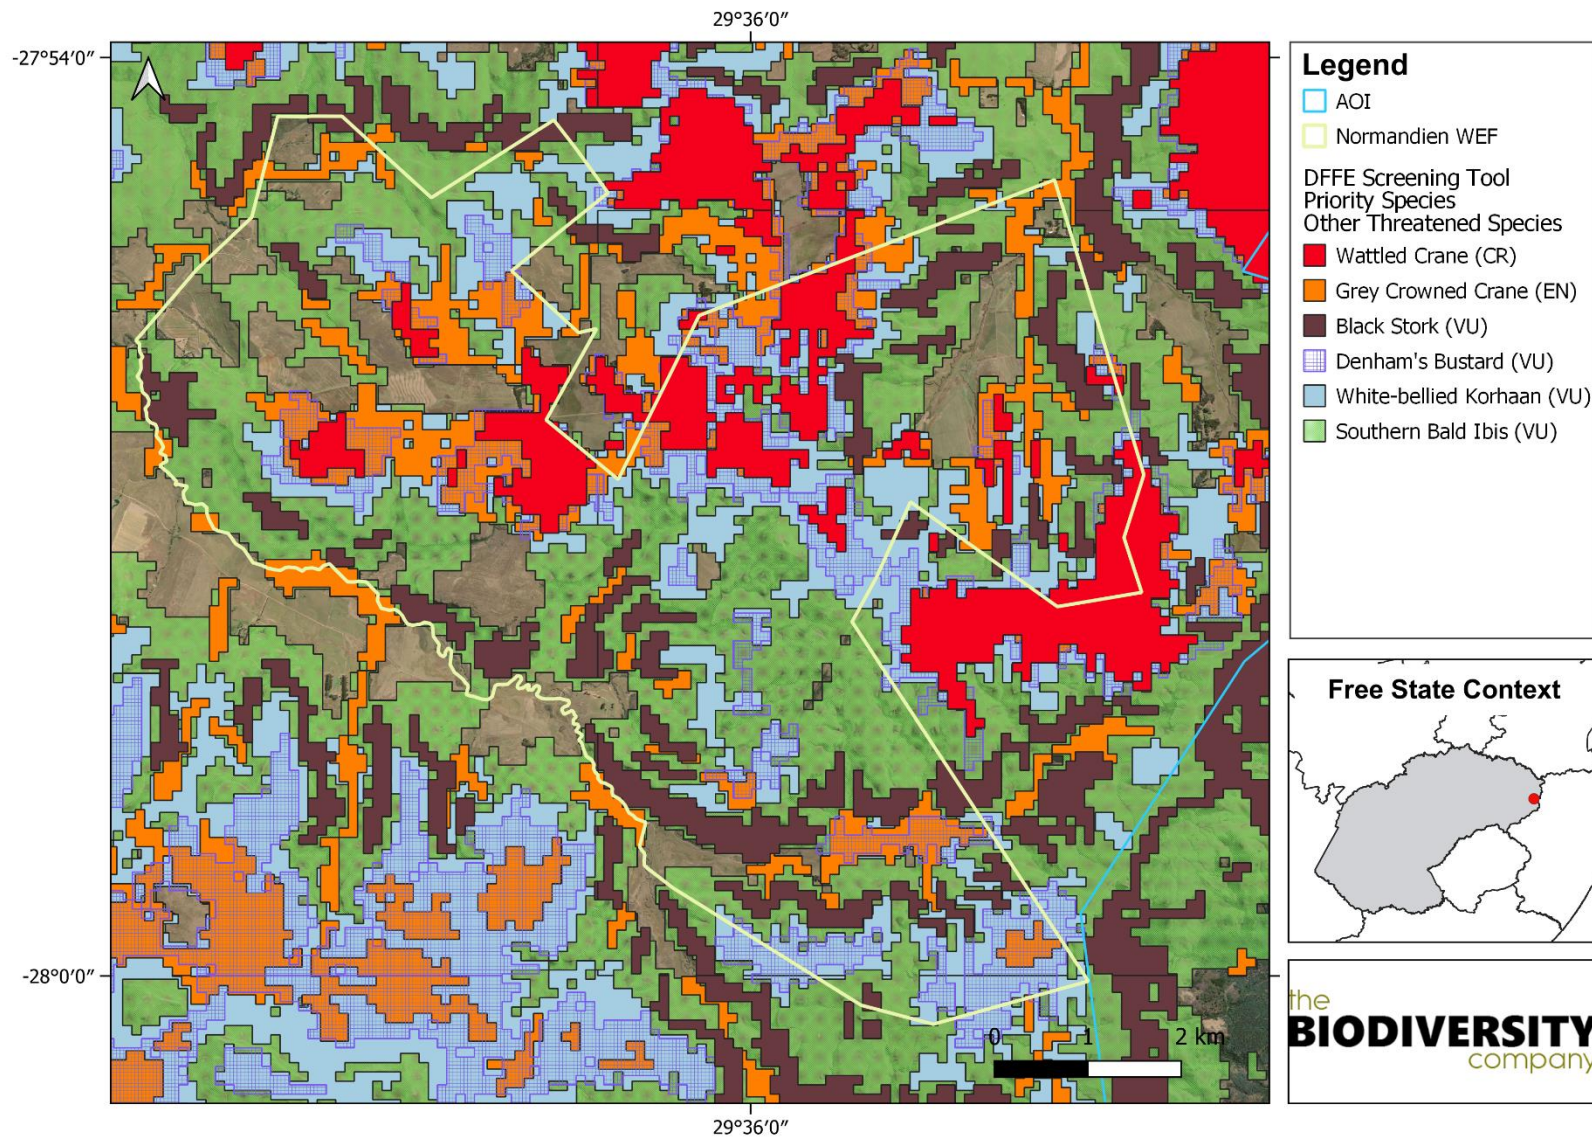 29°36'0"
-27°54'0"
-28°0'0"
0 1 2 km
29°36'0"
Legend
AOI
Normandien WEF
DFFE Screening Tool
Priority Species
Other Threatened Species
Wattled Crane (CR)
Grey Crowned Crane (EN)
Black Stork (VU)
Denham's Bustard (VU)
White-bellied Korhaan (VU)
Southern Bald Ibis (VU)
Free State Context
the
BIODIVERSITY
company